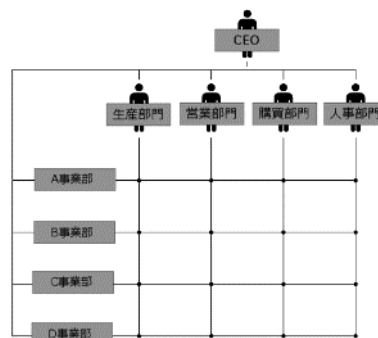 CEO
生産部門
営業部門
購買部門
人事部門
A事業部
B事業部
C事業部
D事業部